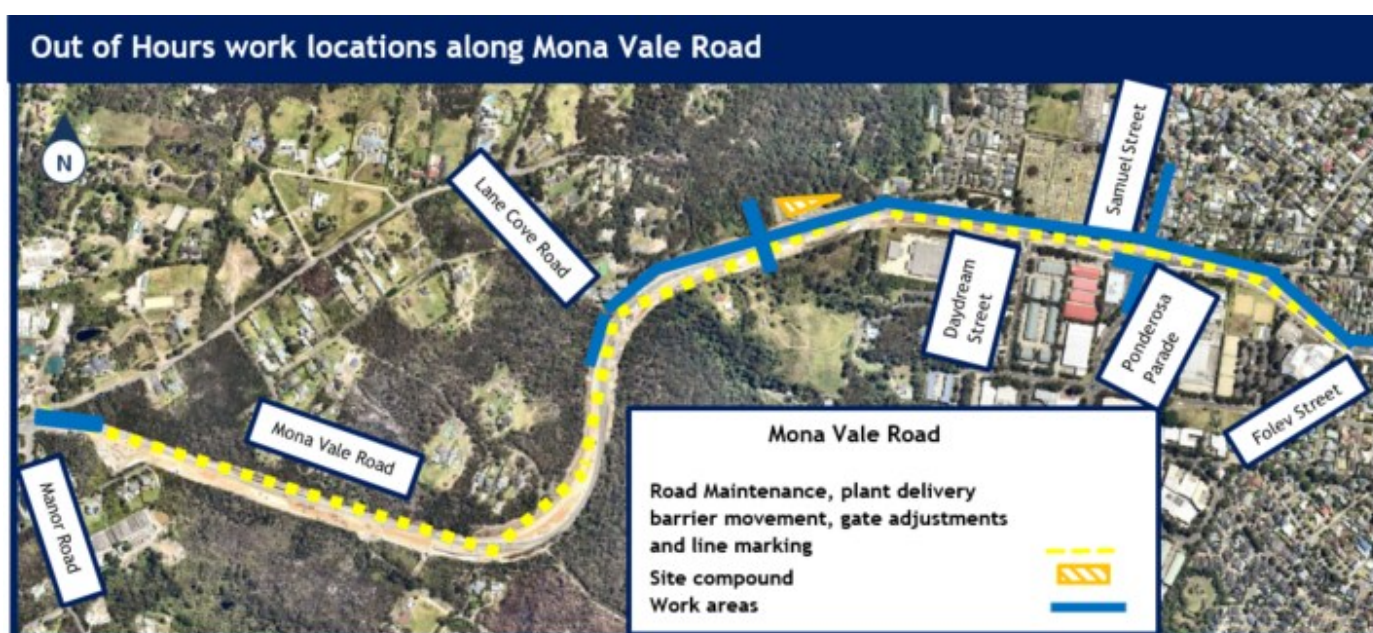 Out of Hours work locations along Mona Vale Road
N
Samuel Street
Lane Cove Road
Daydream
Street
Ponderosa
Parade
Foley Street
Mona Vale Road
Manor Road
Mona Vale Road
Road Maintenance, plant delivery
barrier movement, gate adjustments
and line marking
Site compound
Work areas